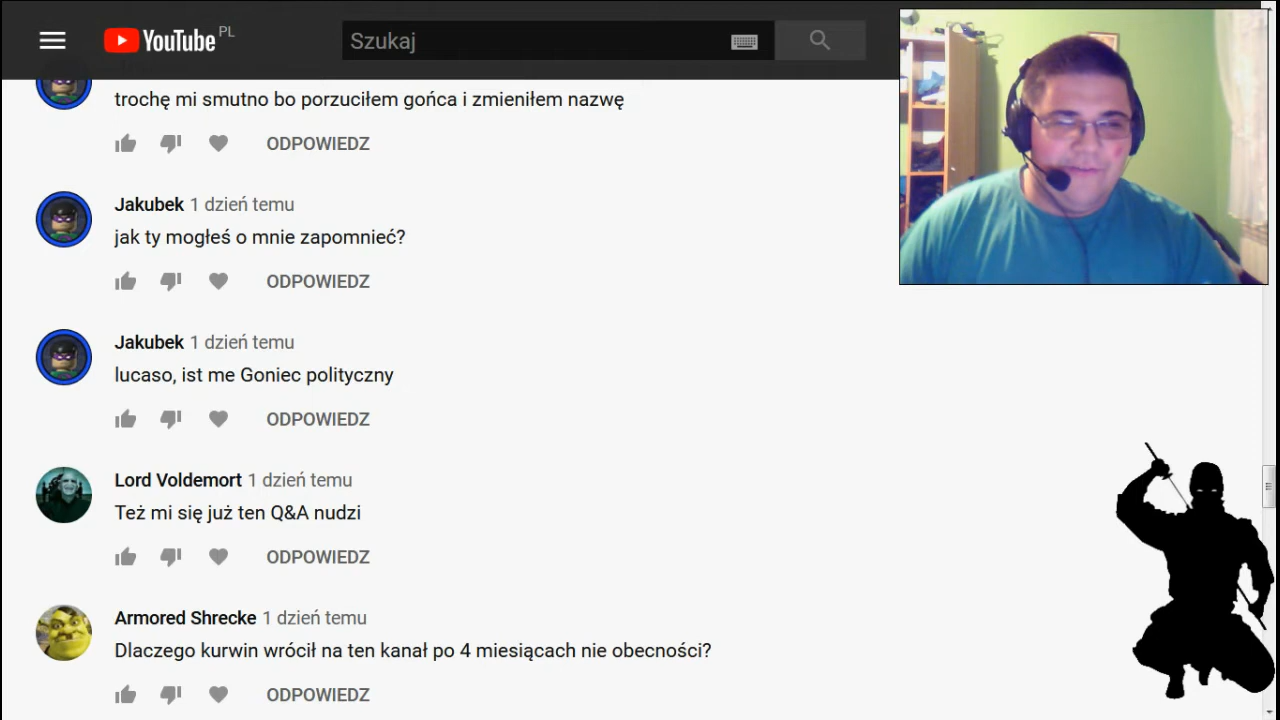 YouTube PL
Szukaj
trochę mi smutno bo porzuciłem gońca i zmieniłem nazwę
ODPOWIEDZ
Jakubek 1 dzień temu
jak ty mogłeś o mnie zapomnieć?
ODPOWIEDZ
Jakubek 1 dzień temu
lucaso, ist me Goniec polityczny
ODPOWIEDZ
Lord Voldemort 1 dzień temu
Też mi się już ten Q&A nudzi
ODPOWIEDZ
Armored Shrecke 1 dzień temu
Dlaczego kurwin wrócił na ten kanał po 4 miesiącach nie obecności?
ODPOWIEDZ